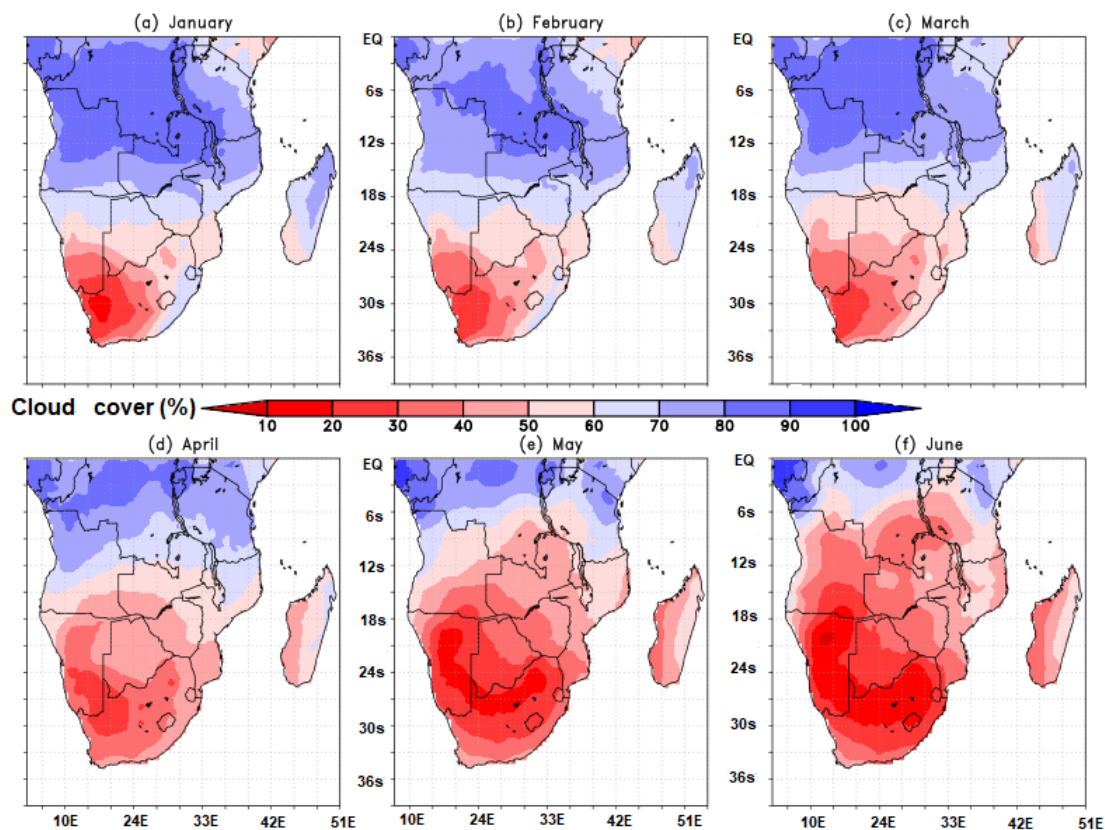 (a) January
(b) February
(c) March
EQ
6s
12s
18s
24s
30s
36s
EQ
6s
12s
18s
24s
30s
36s
Cloud cover (%)
10 20 30 40 50 60 70 80 90 100
(d) April
(e) May
(f) June
EQ
6s
12s
18s
24s
30s
36s
EQ
6s
12s
18s
24s
30s
36s
10E 24E 33E 42E 51E
10E 24E 33E 42E 51E
10E 24E 33E 42E 51E